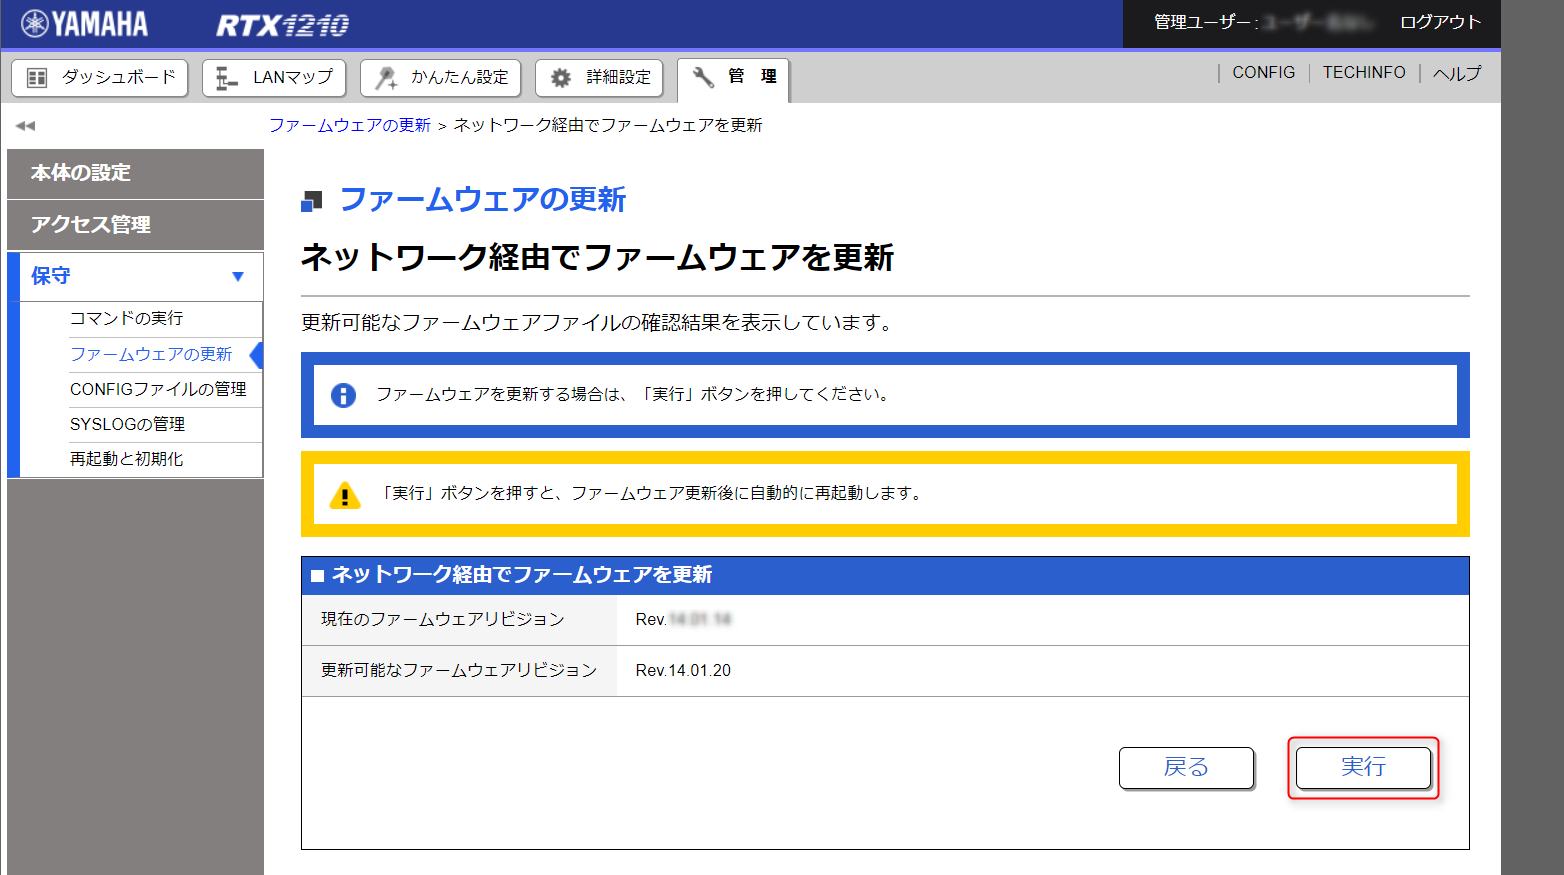 YAMAHA
RTX1210
管理ユーザー:
ログアウト
ダッシュボード
LANマップ
かんたん設定
詳細設定
管 理
CONFIG
TECHINFO
ヘルプ
ファームウェアの更新 > ネットワーク経由でファームウェアを更新
本体の設定
アクセス管理
保守
コマンドの実行
ファームウェアの更新
CONFIGファイルの管理
SYSLOGの管理
再起動と初期化
ファームウェアの更新
ネットワーク経由でファームウェアを更新
更新可能なファームウェアファイルの確認結果を表示しています。
ファームウェアを更新する場合は、「実行」ボタンを押してください。
「実行」ボタンを押すと、ファームウェア更新後に自動的に再起動します。
ネットワーク経由でファームウェアを更新
現在のファームウェアリビジョン
Rev.
更新可能なファームウェアリビジョン
Rev.14.01.20
戻る
実行